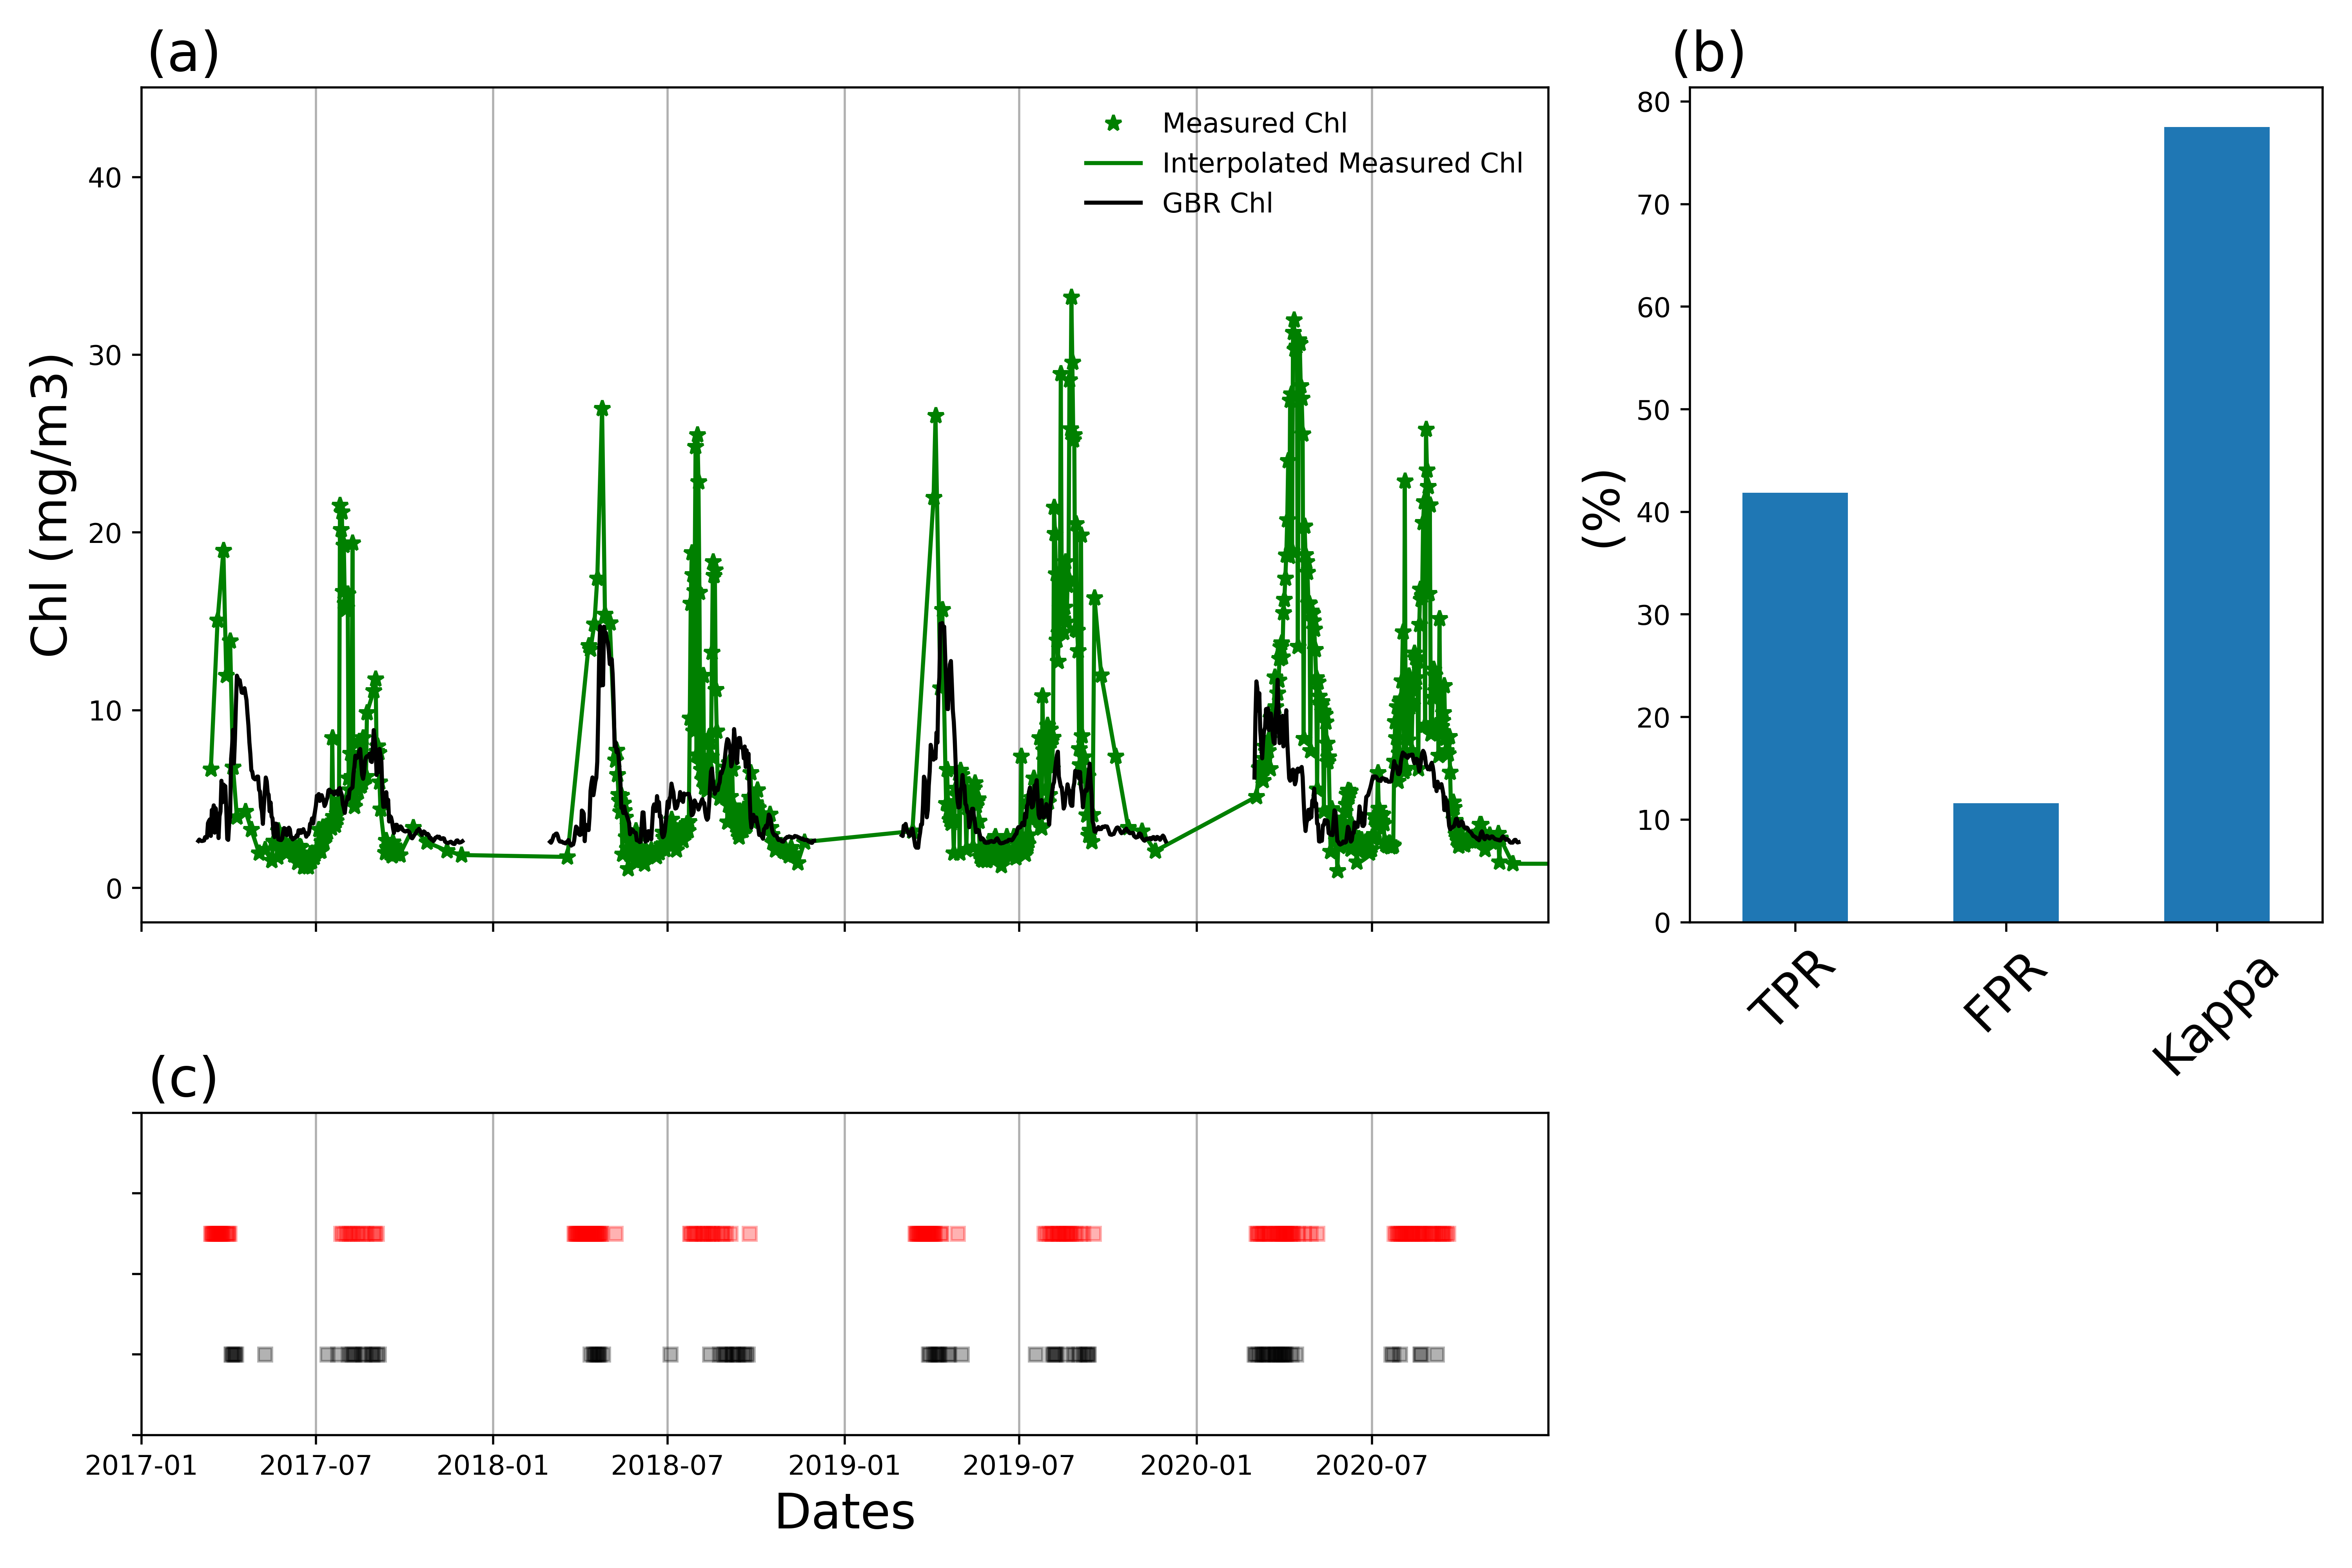 (a)
Chl (mg/m3)
40
30
20
10
0
Measured Chl
Interpolated Measured Chl
GBR Chl
(b)
(%)
80
70
60
50
40
30
20
10
0
TPR
FPR
Kappa
(c)
2017-01
2017-07
2018-01
2018-07
2019-01
2019-07
2020-01
2020-07
Dates